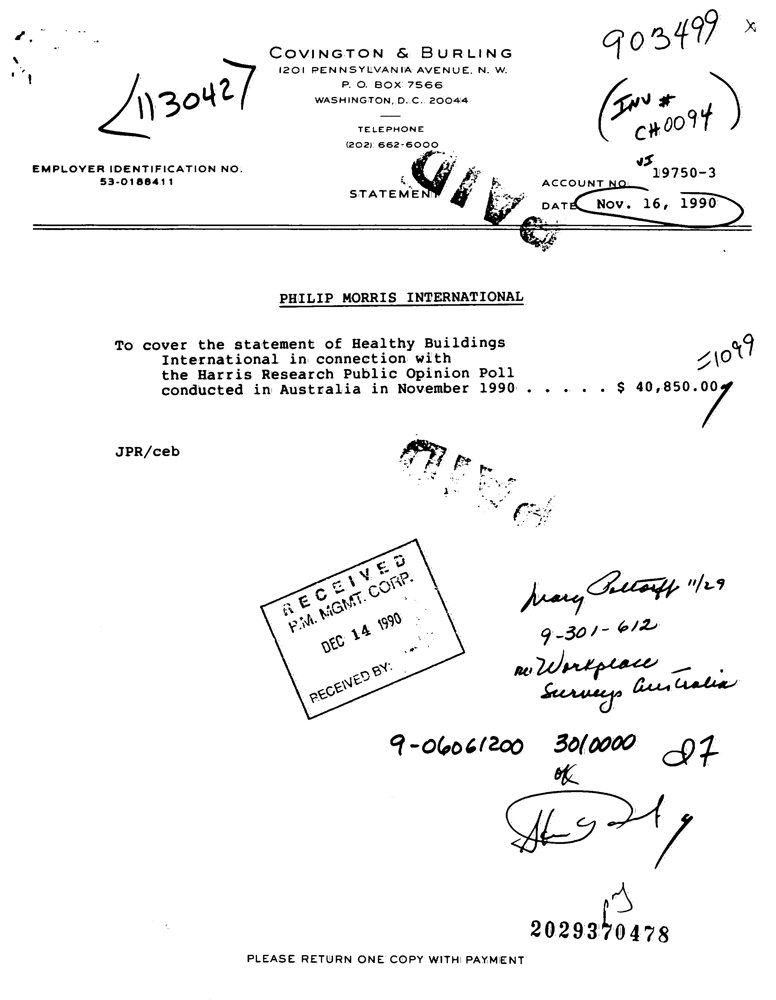 903499 x
COVINGTON & BURLING
1201 PENNSYLVANIA AVENUE, N. W.
P. O. BOX 7566
WASHINGTON, D. C. 20044
1130427
(INV #
CH0094)
TELEPHONE
(202) 662-6000
EMPLOYER IDENTIFICATION NO.
53-0188411
VI
ACCOUNT NO. 19750-3
STATEMENT
PAID
DATE Nov. 16, 1990
PHILIP MORRIS INTERNATIONAL
To cover the statement of Healthy Buildings
International in connection with
the Harris Research Public Opinion Poll
conducted in Australia in November 1990 . . . . . . $ 40,850.00
1099
JPR/ceb
PAID
RECEIVED
P.M. MGMT. CORP.
DEC 14 1990
RECEIVED BY:
Mary Pottorff 11/29
9-301-612
re: Workplace
Surveys Australia
9-06061200 3010000
ok
2029370478
PLEASE RETURN ONE COPY WITH PAYMENT